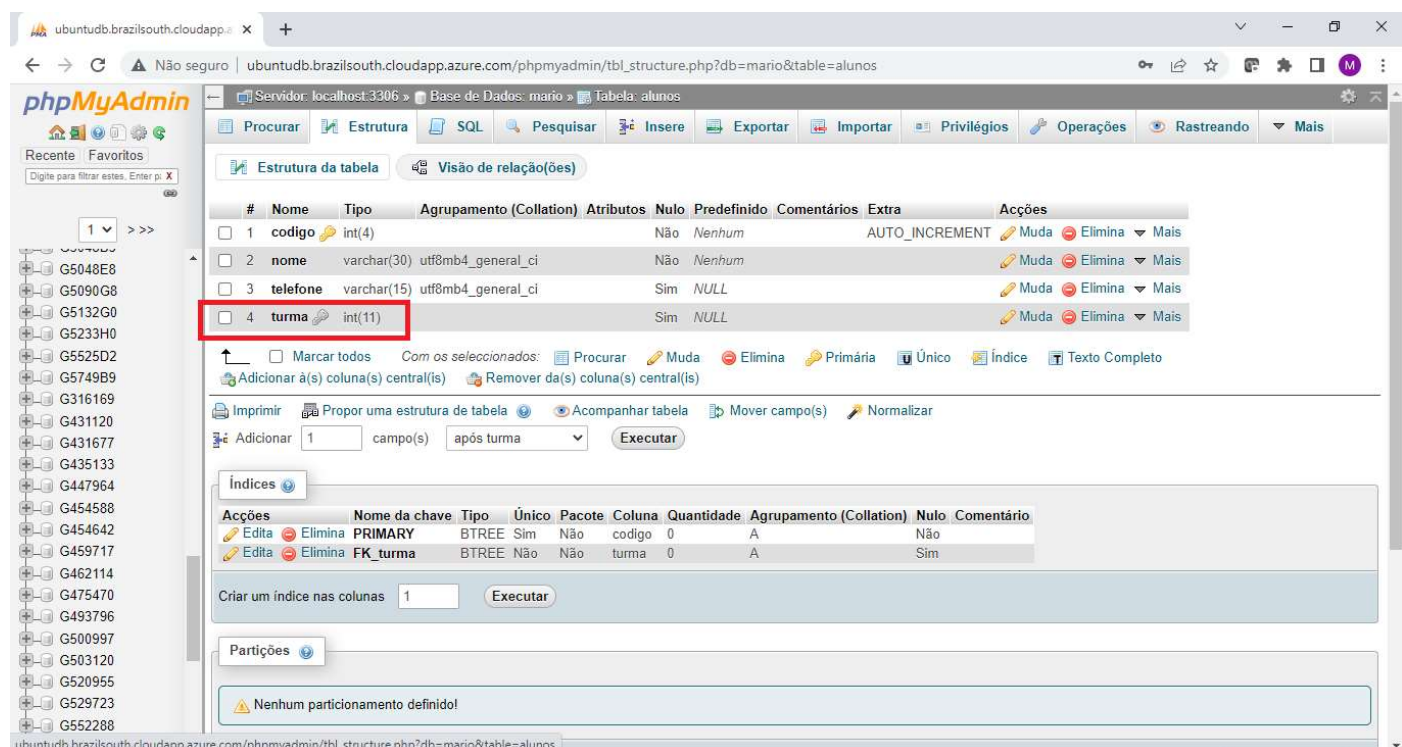 ubuntudb.brazilsouth.cloudapp.a
Não seguro ubuntudb.brazilsouth.cloudapp.azure.com/phpmyadmin/tbl_structure.php?db=mario&table=alunos M
phpMyAdmin
Recente Favoritos
Digite para filtrar estes, Enter p: X
1 > >>
G5048E8
G5090G8
G5132G0
G5233H0
G5525D2
G5749B9
G316169
G431120
G431677
G435133
G447964
G454588
G454642
G459717
G462114
G475470
G493796
G500997
G503120
G520955
G529723
G552288
Servidor: localhost:3306 » Base de Dados: mario » Tabela: alunos
Procurar Estrutura SQL Pesquisar Insere Exportar Importar Privilégios Operações Rastreando Mais
Estrutura da tabela Visão de relação(ões)
# Nome Tipo Agrupamento (Collation) Atributos Nulo Predefinido Comentários Extra Acções
1 codigo int(4) Não Nenhum AUTO_INCREMENT Muda Elimina Mais
2 nome varchar(30) utf8mb4_general_ci Não Nenhum Muda Elimina Mais
3 telefone varchar(15) utf8mb4_general_ci Sim NULL Muda Elimina Mais
4 turma int(11) Sim NULL Muda Elimina Mais
Marcar todos Com os seleccionados: Procurar Muda Elimina Primária Único Índice Texto Completo
Adicionar à(s) coluna(s) central(is) Remover da(s) coluna(s) central(is)
Imprimir Propor uma estrutura de tabela Acompanhar tabela Mover campo(s) Normalizar
Adicionar 1 campo(s) após turma Executar
Índices
Acções Nome da chave Tipo Único Pacote Coluna Quantidade Agrupamento (Collation) Nulo Comentário
Edita Elimina PRIMARY BTREE Sim Não codigo 0 A Não
Edita Elimina FK_turma BTREE Não Não turma 0 A Sim
Criar um índice nas colunas 1 Executar
Partições
Nenhum particionamento definido!
ubuntudb.brazilsouth.cloudapp.azure.com/phpmyadmin/tbl_structure.php?db=mario&table=alunos